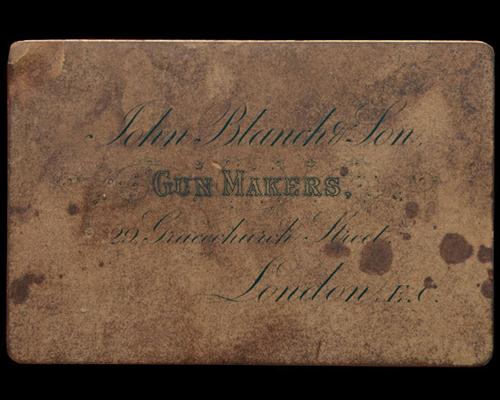 John Blanch & Son.
GUN MAKERS,
29, Gracechurch Street,
London, E.C.